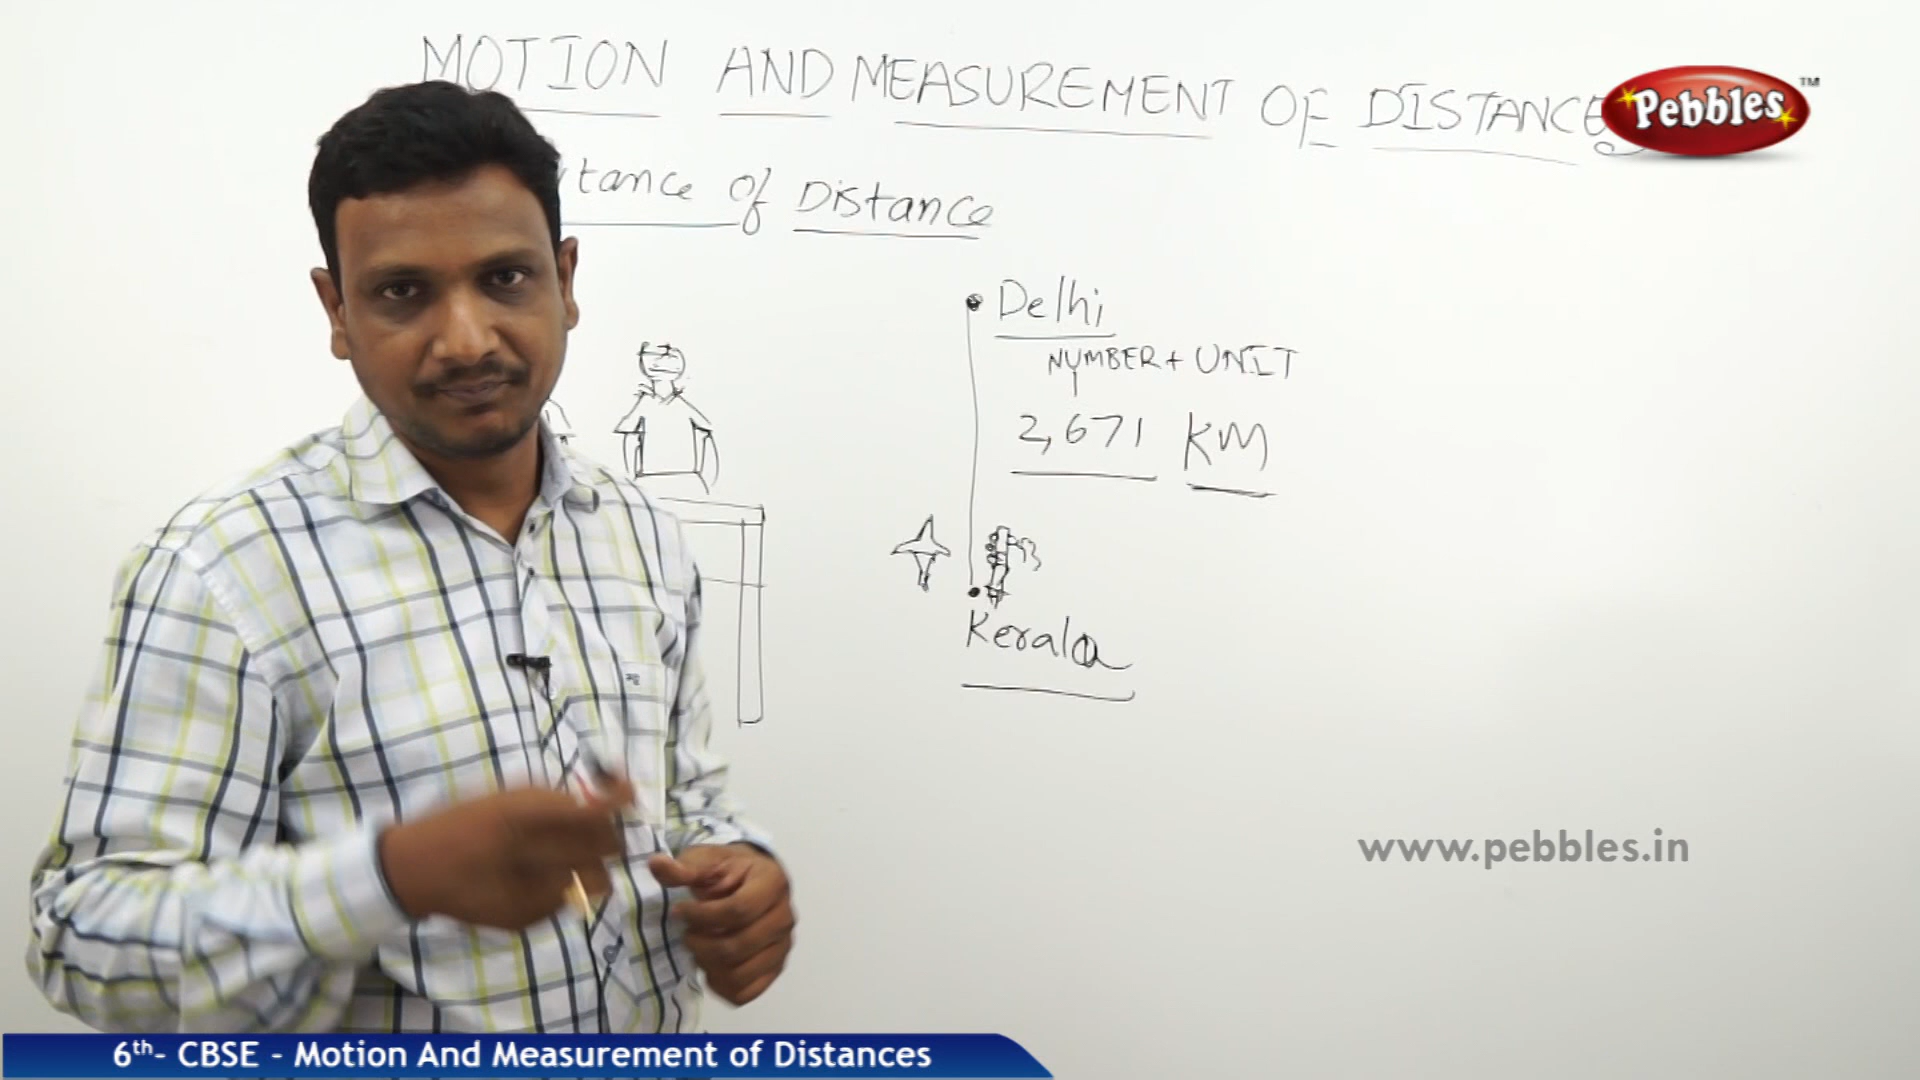 MOTION AND MEASUREMENT OF DISTANCES
Pebbles™
tance of Distance
Delhi
NUMBER + UNIT
2,671 KM
Kerala
www.pebbles.in
6th- CBSE - Motion And Measurement of Distances